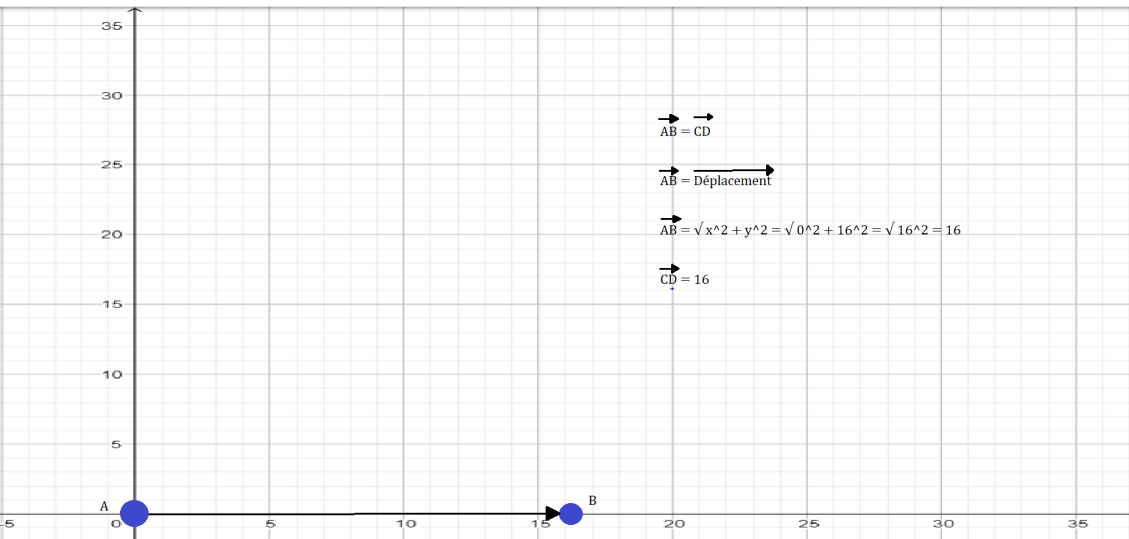 35
30
AB = CD
25
AB = Déplacement
20
AB = √ x^2 + y^2 = √ 0^2 + 16^2 = √ 16^2 = 16
CD = 16
15
10
5
A
B
-5 0 5 10 15 20 25 30 35